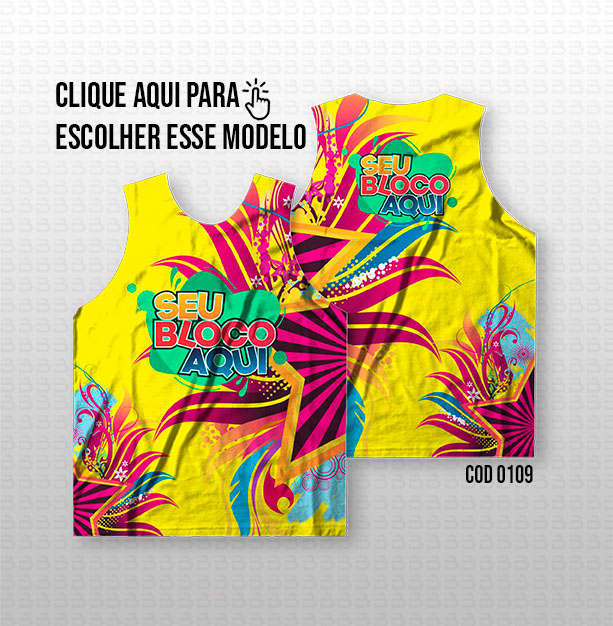 CLIQUE AQUI PARA
ESCOLHER ESSE MODELO
SEU
BLOCO
AQUI
SEU
BLOCO
AQUI
COD 0109